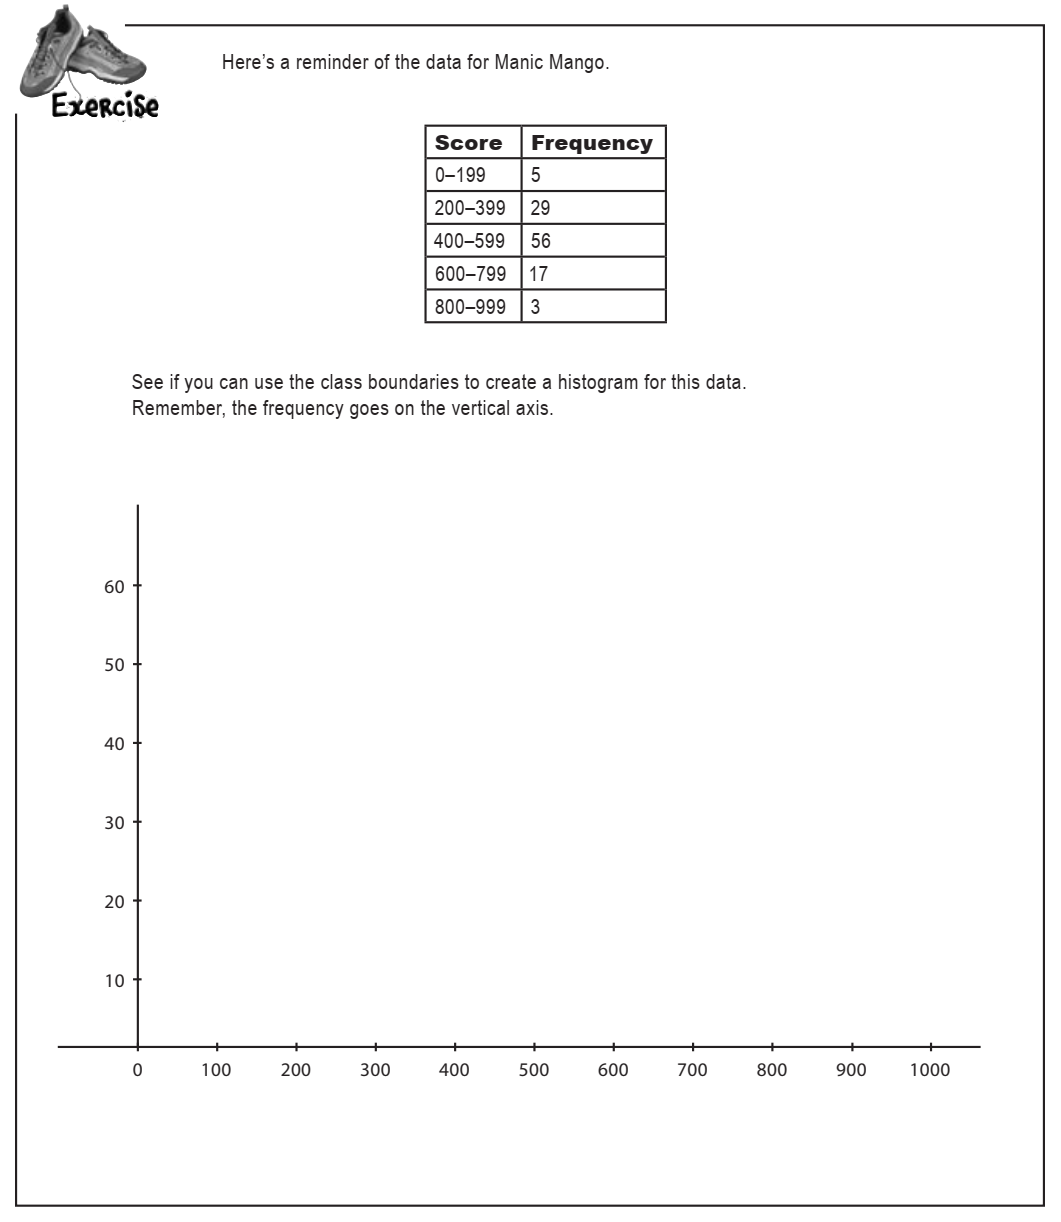 Exercise
Here's a reminder of the data for Manic Mango.
Score Frequency
0–199 5
200–399 29
400–599 56
600–799 17
800–999 3
See if you can use the class boundaries to create a histogram for this data.
Remember, the frequency goes on the vertical axis.
60
50
40
30
20
10
0 100 200 300 400 500 600 700 800 900 1000